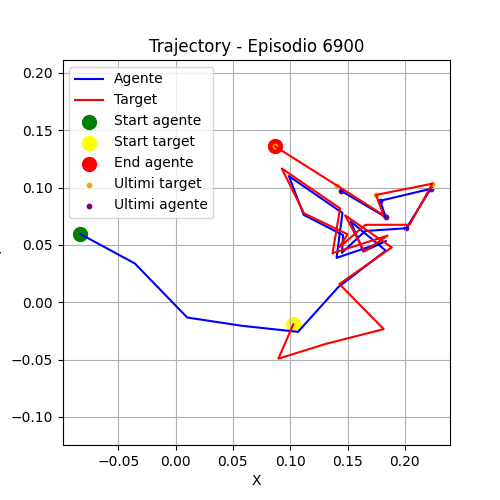 Trajectory - Episodio 6900
Agente
Target
Start agente
Start target
End agente
Ultimi target
Ultimi agente
0.20
0.15
0.10
0.05
0.00
−0.05
−0.10
−0.05
0.00
0.05
0.10
0.15
0.20
X